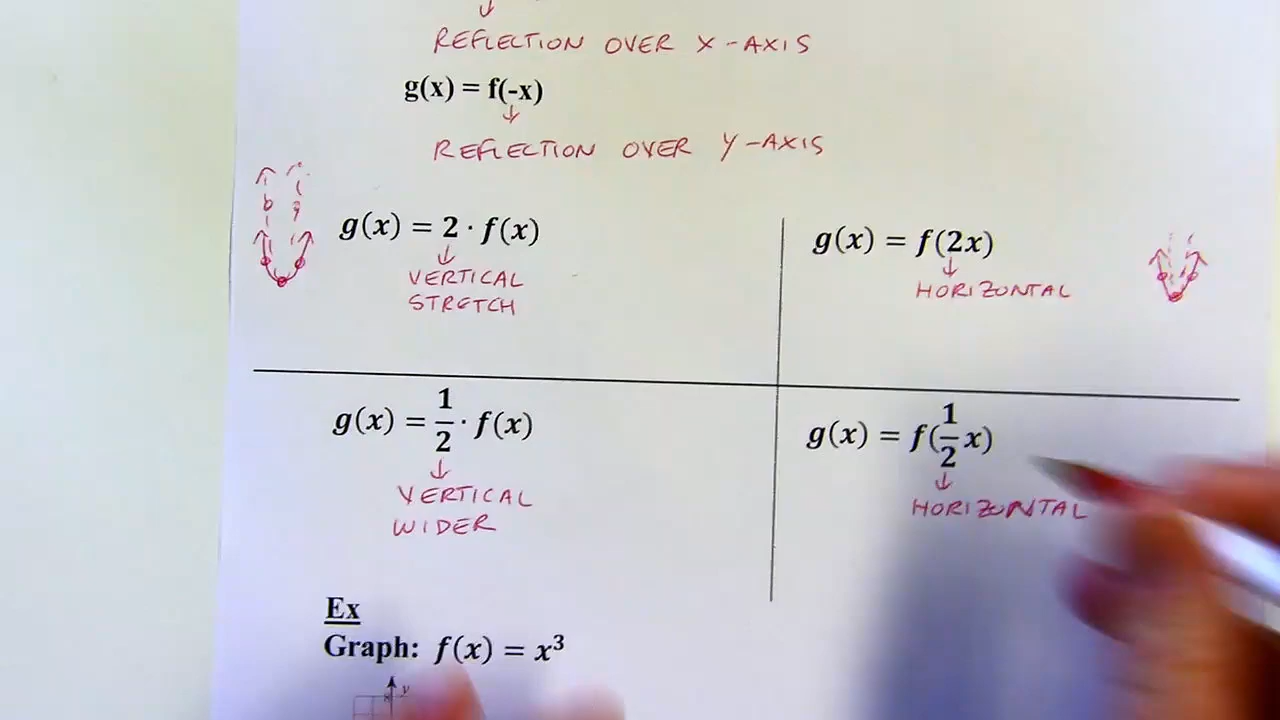 REFLECTION OVER X-AXIS
g(x) = f(-x)
REFLECTION OVER Y-AXIS
g(x) = 2 · f(x)
VERTICAL
STRETCH
g(x) = f(2x)
HORIZONTAL
g(x) = 1/2 · f(x)
VERTICAL
WIDER
g(x) = f(1/2 x)
HORIZONTAL
Ex
Graph: f(x) = x³
y